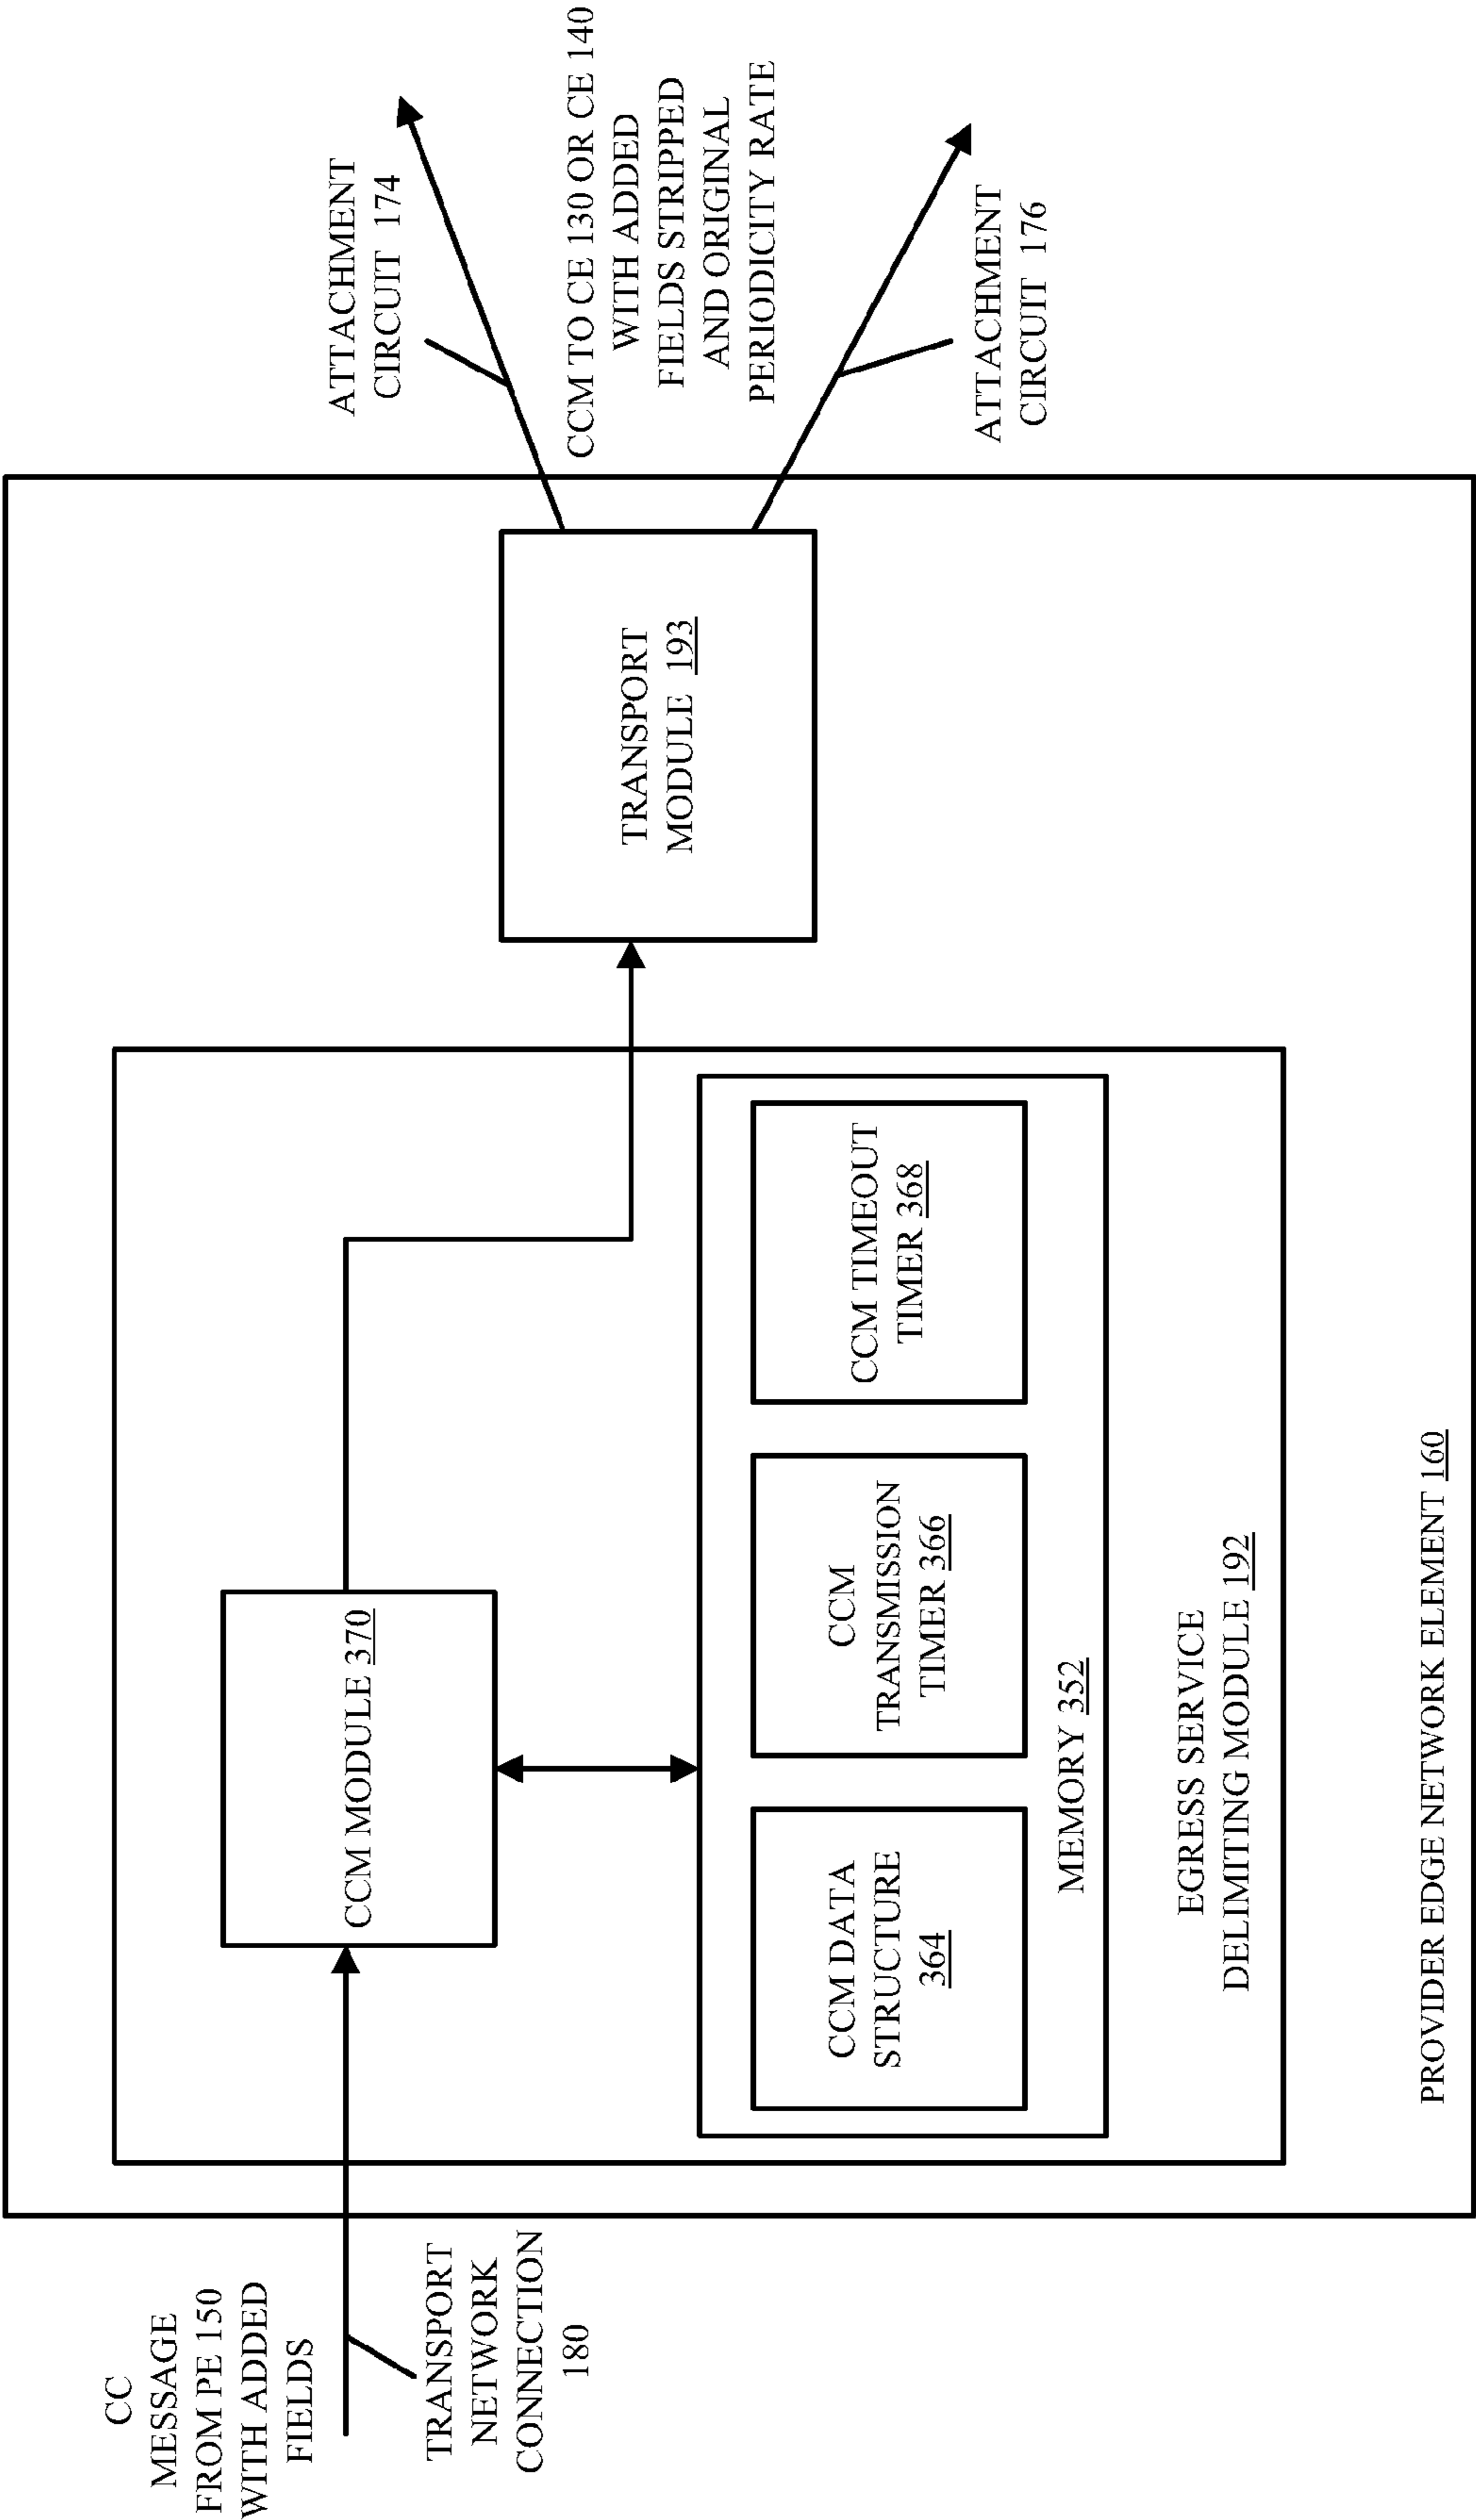 CC
MESSAGE
FROM PE 150
WITH ADDED
FIELDS
TRANSPORT
NETWORK
CONNECTION
180
CCM MODULE 370
CCM DATA
STRUCTURE
364
CCM
TRANSMISSION
TIMER 366
CCM TIMEOUT
TIMER 368
MEMORY 352
EGRESS SERVICE
DELIMITING MODULE 192
PROVIDER EDGE NETWORK ELEMENT 160
TRANSPORT
MODULE 193
ATTACHMENT
CIRCUIT 174
CCM TO CE 130 OR CE 140
WITH ADDED
FIELDS STRIPPED
AND ORIGINAL
PERIODICITY RATE
ATTACHMENT
CIRCUIT 176